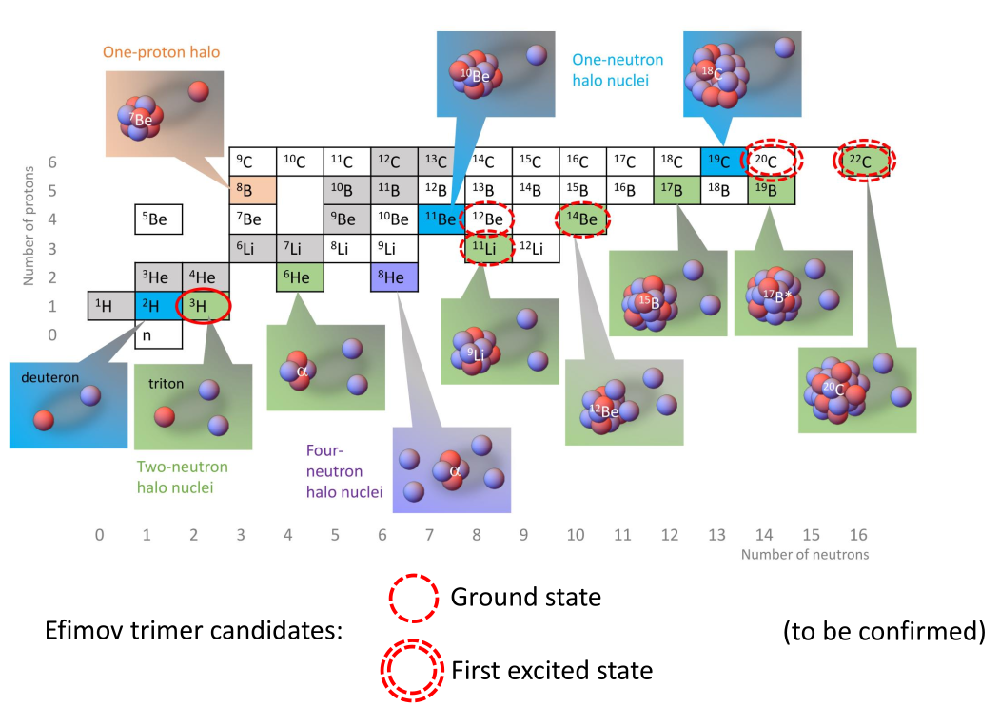 One-proton halo
One-neutron
halo nuclei
⁷Be
¹⁰Be
¹⁸C
Number of protons
6
⁹C ¹⁰C ¹¹C ¹²C ¹³C ¹⁴C ¹⁵C ¹⁶C ¹⁷C ¹⁸C ¹⁹C ²⁰C ²²C
5
⁸B ¹⁰B ¹¹B ¹²B ¹³B ¹⁴B ¹⁵B ¹⁶B ¹⁷B ¹⁸B ¹⁹B
4
⁵Be ⁷Be ⁹Be ¹⁰Be ¹¹Be ¹²Be ¹⁴Be
3
⁶Li ⁷Li ⁸Li ⁹Li ¹¹Li ¹²Li
2
³He ⁴He ⁶He ⁸He
1
¹H ²H ³H
0
n
¹⁵B
¹⁷B*
⁹Li
α
deuteron
triton
²⁰C
¹²Be
Two-neutron
halo nuclei
Four-
neutron
halo nuclei
α
0 1 2 3 4 5 6 7 8 9 10 11 12 13 14 15 16
Number of neutrons
Efimov trimer candidates:
Ground state
First excited state
(to be confirmed)